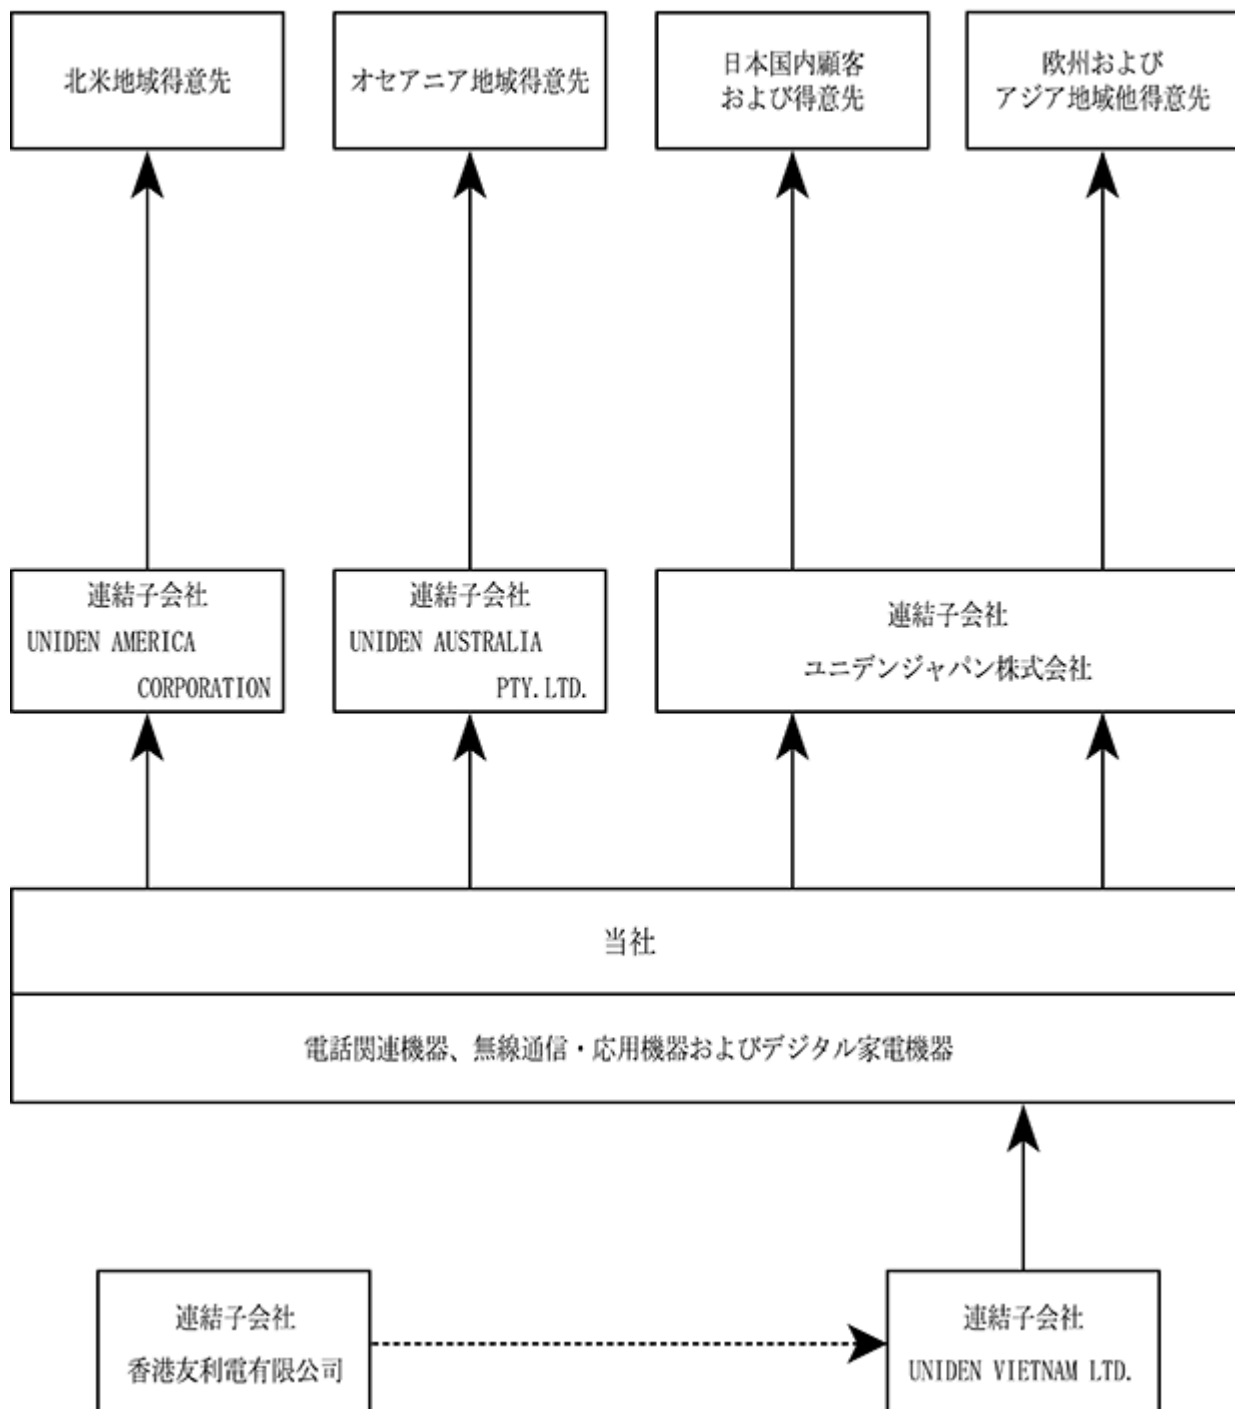 北米地域得意先
オセアニア地域得意先
日本国内顧客
および得意先
欧州および
アジア地域他得意先
連結子会社
UNIDEN AMERICA
CORPORATION
連結子会社
UNIDEN AUSTRALIA
PTY.LTD.
連結子会社
ユニデンジャパン株式会社
当社
電話関連機器、無線通信・応用機器およびデジタル家電機器
連結子会社
香港友利電有限公司
連結子会社
UNIDEN VIETNAM LTD.